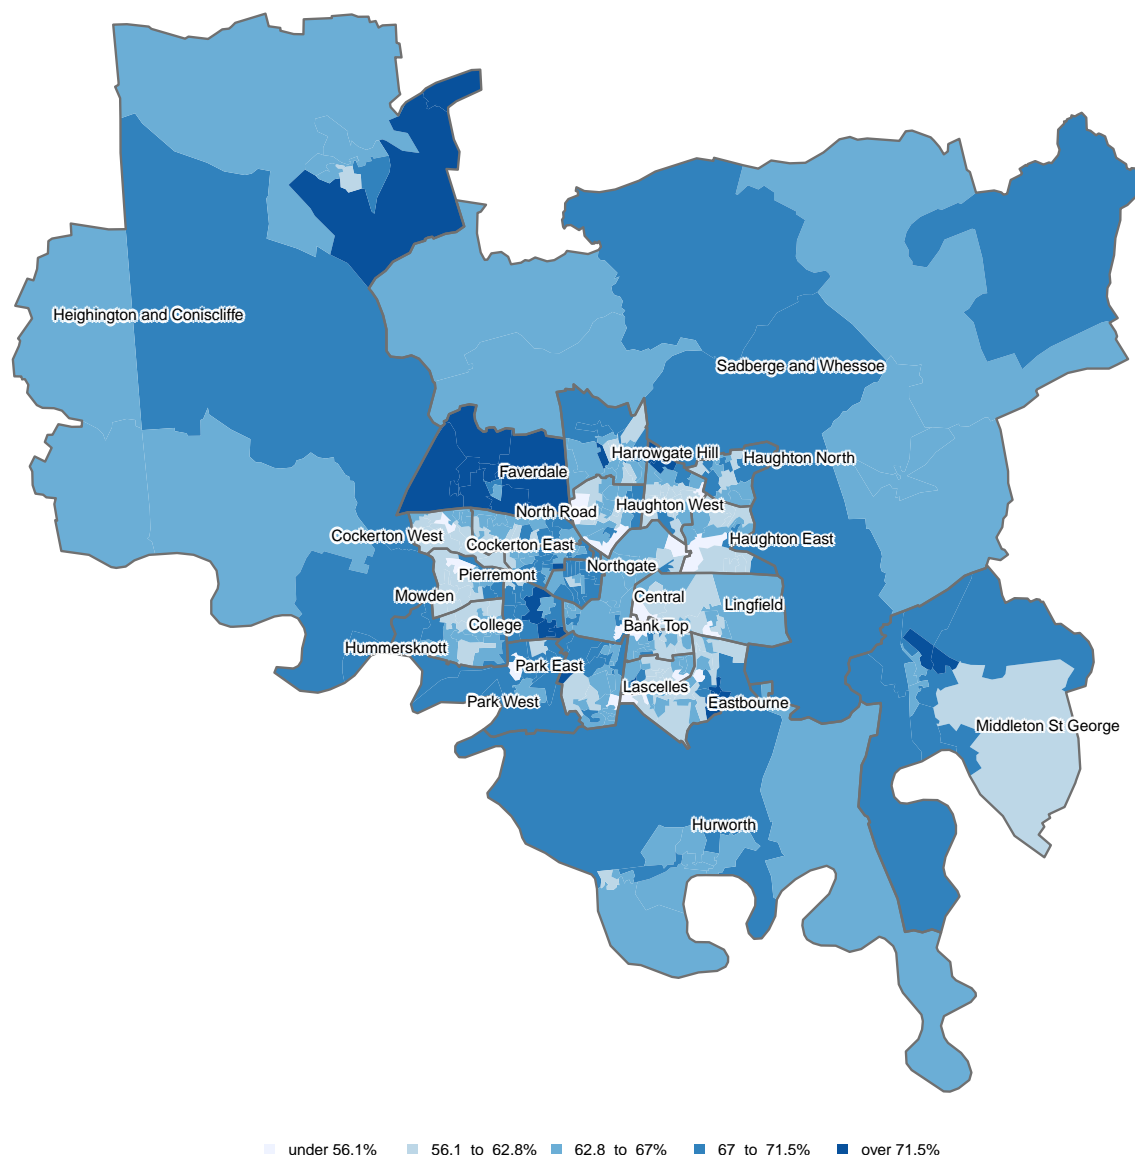 Heighington and Coniscliffe
Sadberge and Whessoe
Harrowgate Hill
Haughton North
Faverdale
North Road
Haughton West
Cockerton West
Cockerton East
Haughton East
Northgate
Pierremont
Mowden
Central
Lingfield
College
Bank Top
Hummersknott
Park East
Lascelles
Park West
Eastbourne
Middleton St George
Hurworth
under 56.1% 56.1 to 62.8% 62.8 to 67% 67 to 71.5% over 71.5%